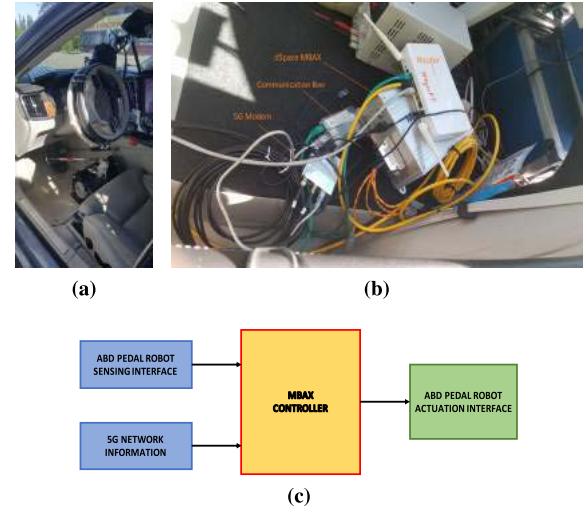 Router
dSpace MBAX
Communication Box
5G Modem
(a)
(b)
ABD PEDAL ROBOT
SENSING INTERFACE
5G NETWORK
INFORMATION
MBAX
CONTROLLER
ABD PEDAL ROBOT
ACTUATION INTERFACE
(c)